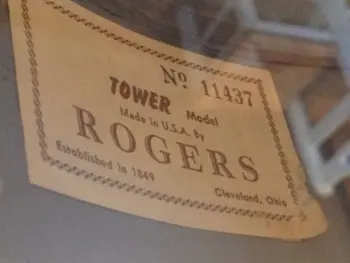 Nº 11437
TOWER Model
Made in U.S.A. By
ROGERS
Established in 1849
Cleveland, Ohio